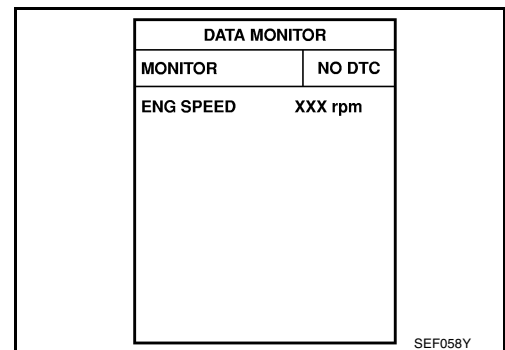 DATA MONITOR
MONITOR NO DTC
ENG SPEED XXX rpm
SEF058Y